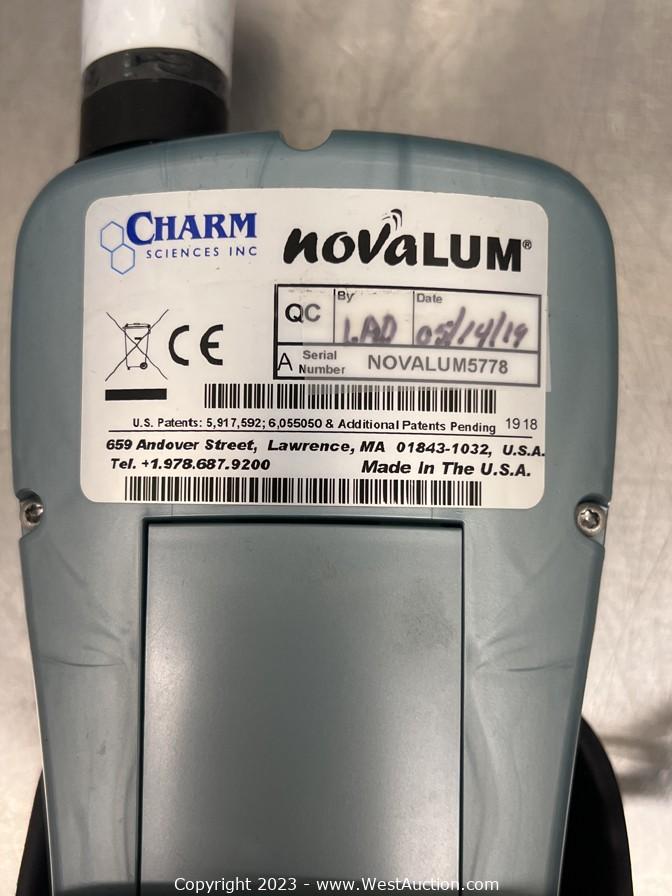 CHARM
SCIENCES INC
novaLUM®
QC By LAD Date 05/14/19
CE
A Serial Number NOVALUM5778
U.S. Patents: 5,917,592; 6,055050 & Additional Patents Pending 1918
659 Andover Street, Lawrence, MA 01843-1032, U.S.A.
Tel. +1.978.687.9200 Made In The U.S.A.
Copyright 2023 - www.WestAuction.com